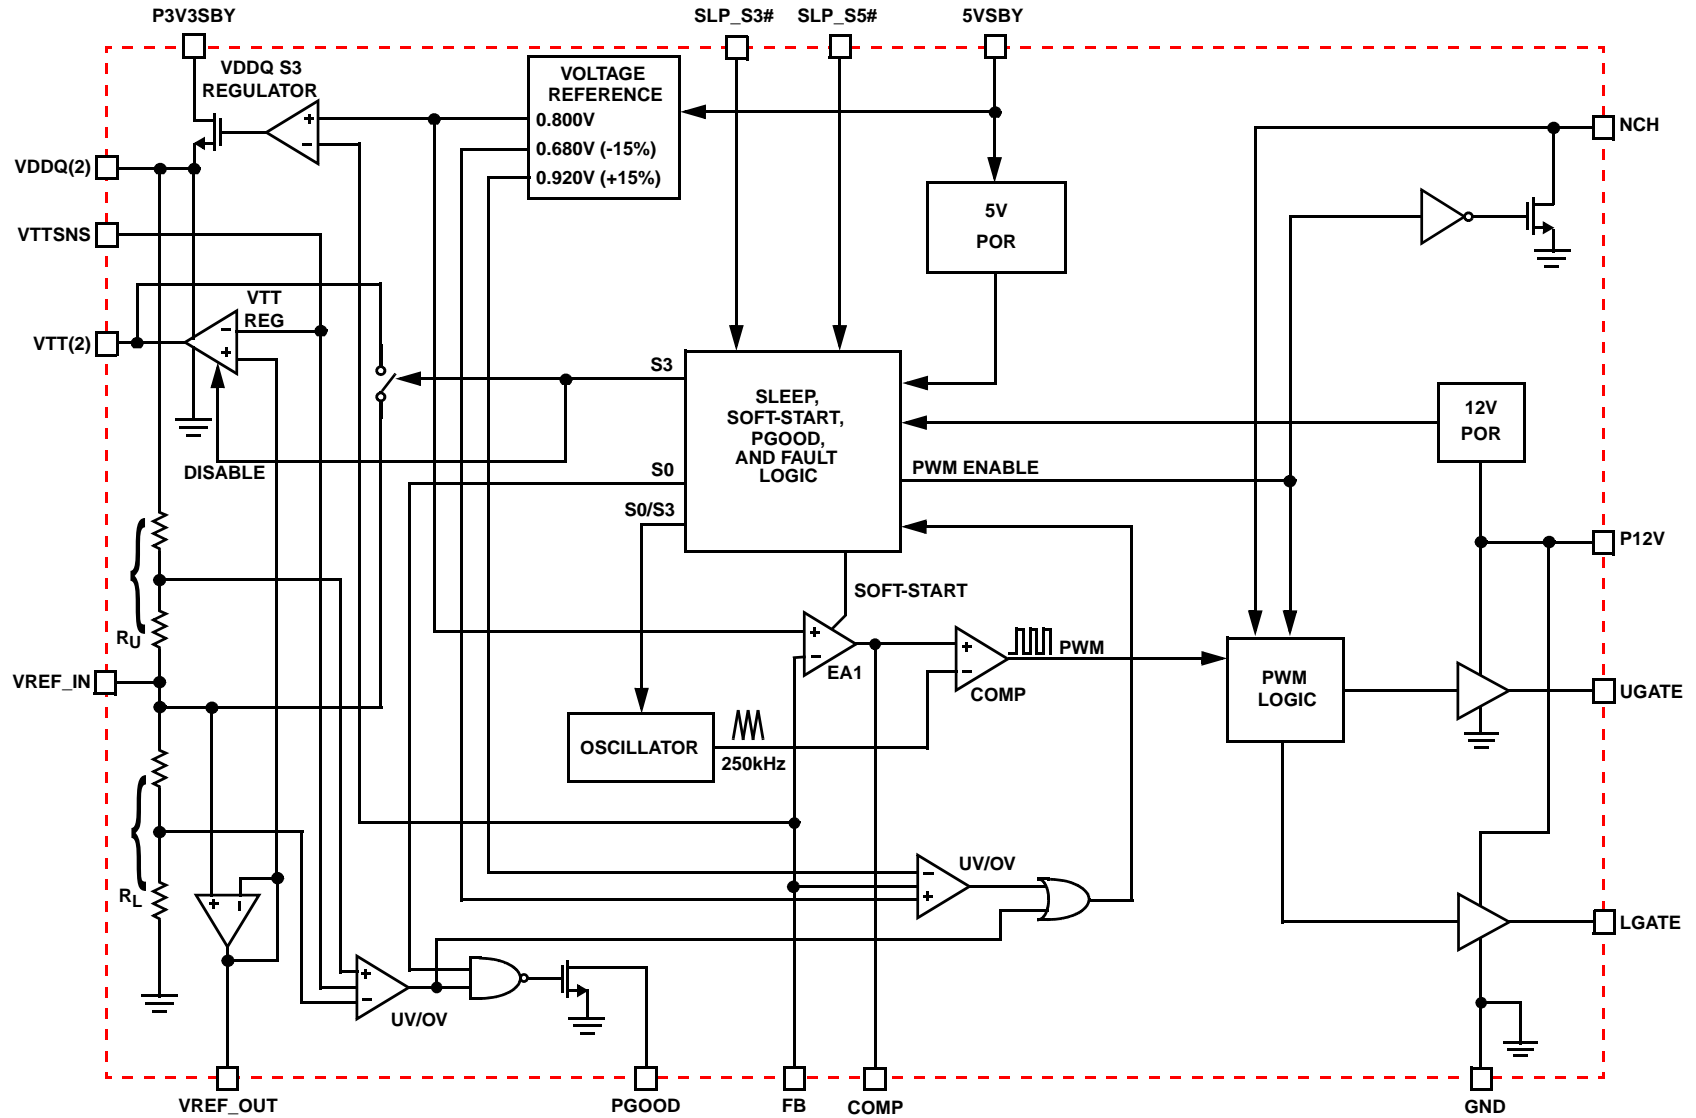 P3V3SBY
SLP_S3#
SLP_S5#
5VSBY
VDDQ S3
REGULATOR
VOLTAGE
REFERENCE
0.800V
0.680V (-15%)
0.920V (+15%)
NCH
VDDQ(2)
5V
POR
VTTSNS
VTT
REG
VTT(2)
S3
SLEEP,
SOFT-START,
PGOOD,
AND FAULT
LOGIC
12V
POR
DISABLE
S0
PWM ENABLE
S0/S3
P12V
SOFT-START
RU
EA1
PWM
COMP
VREF_IN
PWM
LOGIC
UGATE
OSCILLATOR
250kHz
UV/OV
RL
LGATE
UV/OV
VREF_OUT
PGOOD
FB
COMP
GND